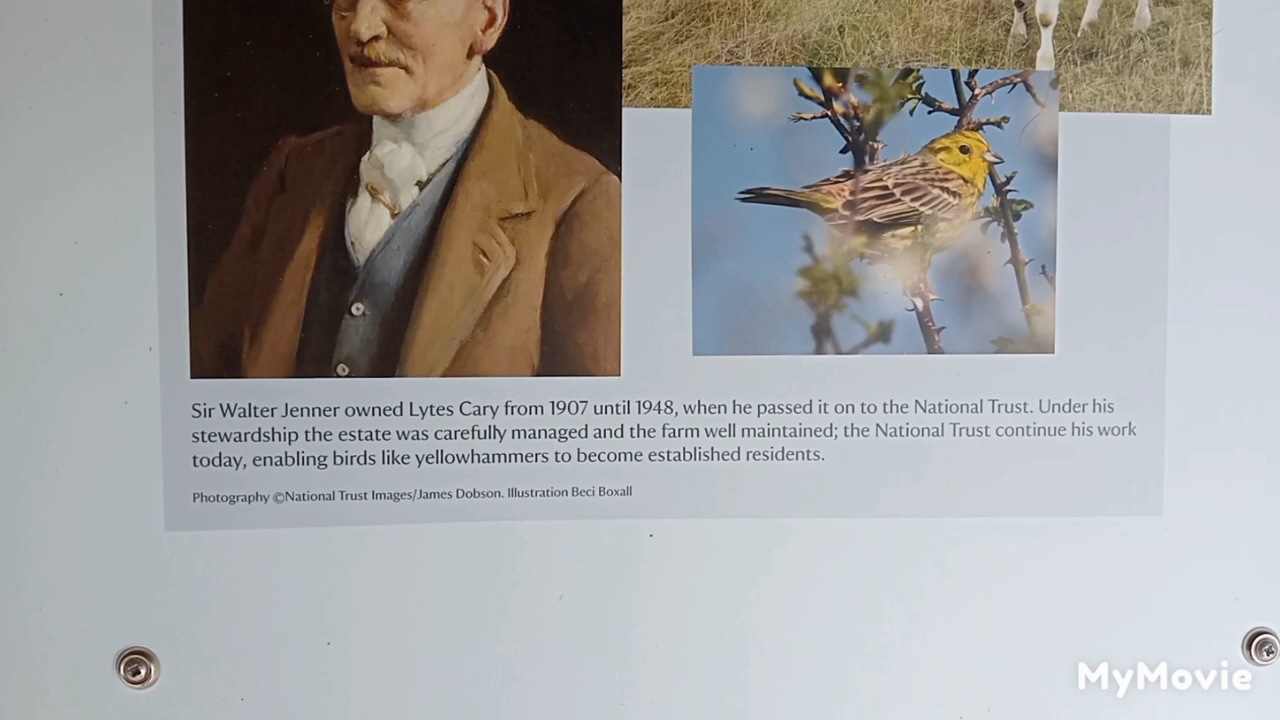 Sir Walter Jenner owned Lytes Cary from 1907 until 1948, when he passed it on to the National Trust. Under his
stewardship the estate was carefully managed and the farm well maintained; the National Trust continue his work
today, enabling birds like yellowhammers to become established residents.
Photography ©National Trust Images/James Dobson. Illustration Beci Boxall
MyMovie